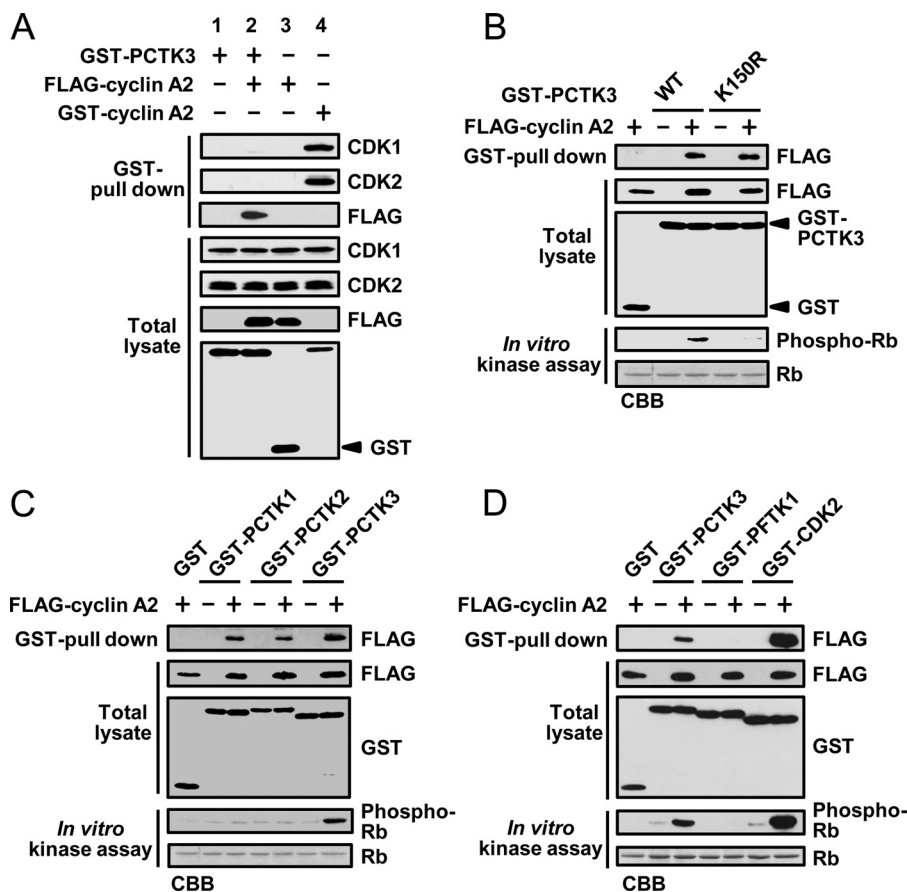 A
1 2 3 4
GST-PCTK3 + + − −
FLAG-cyclin A2 − + + −
GST-cyclin A2 − − − +
GST-
pull down
CDK1
CDK2
FLAG
Total
lysate
CDK1
CDK2
FLAG
GST
B
GST-PCTK3 WT K150R
FLAG-cyclin A2 + − + − +
GST-pull down FLAG
Total
lysate
FLAG
GST-
PCTK3
GST
In vitro
kinase assay
Phospho-Rb
Rb
CBB
C
GST GST-PCTK1 GST-PCTK2 GST-PCTK3
FLAG-cyclin A2 + − + − + − +
GST-pull down FLAG
Total
lysate
FLAG
GST
In vitro
kinase assay
Phospho-
Rb
Rb
CBB
D
GST GST-PCTK3 GST-PFTK1 GST-CDK2
FLAG-cyclin A2 + − + − + − +
GST-pull down FLAG
Total
lysate
FLAG
GST
In vitro
kinase assay
Phospho-
Rb
Rb
CBB